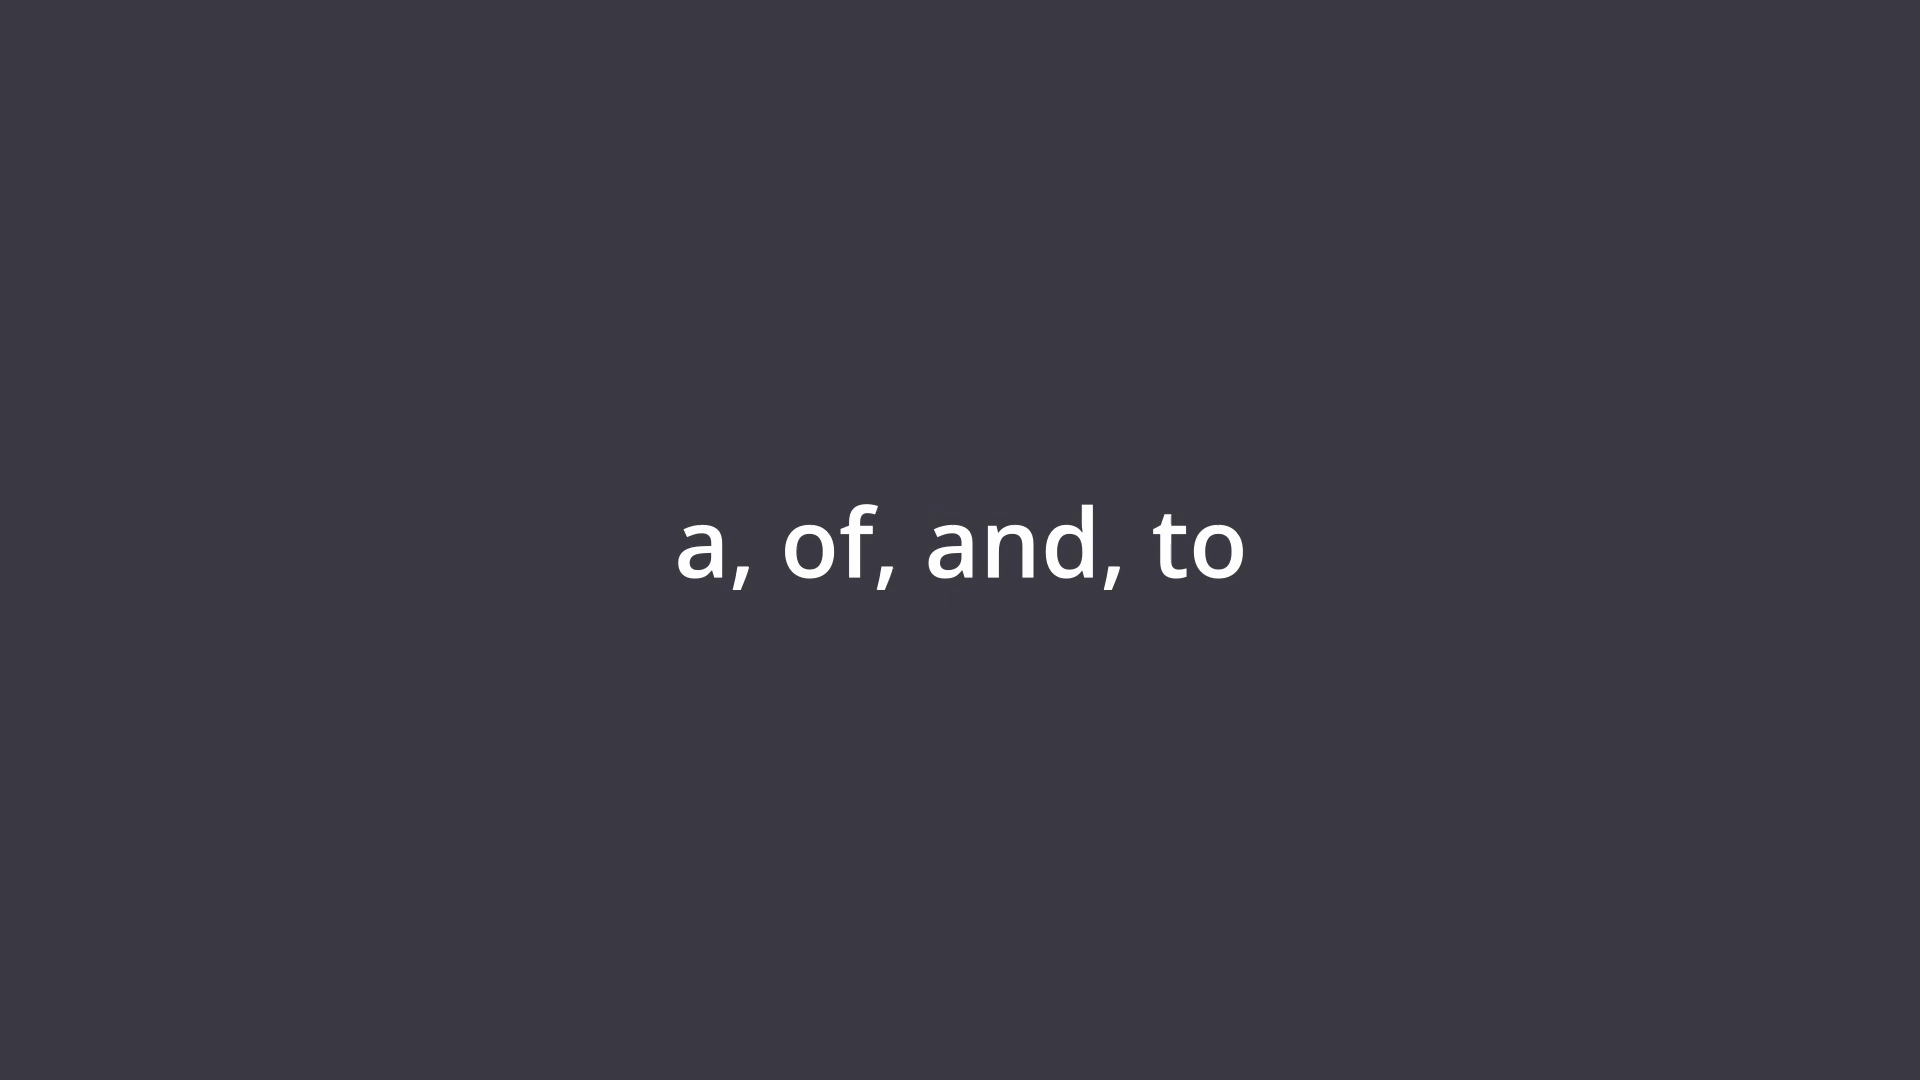 a, of, and, to